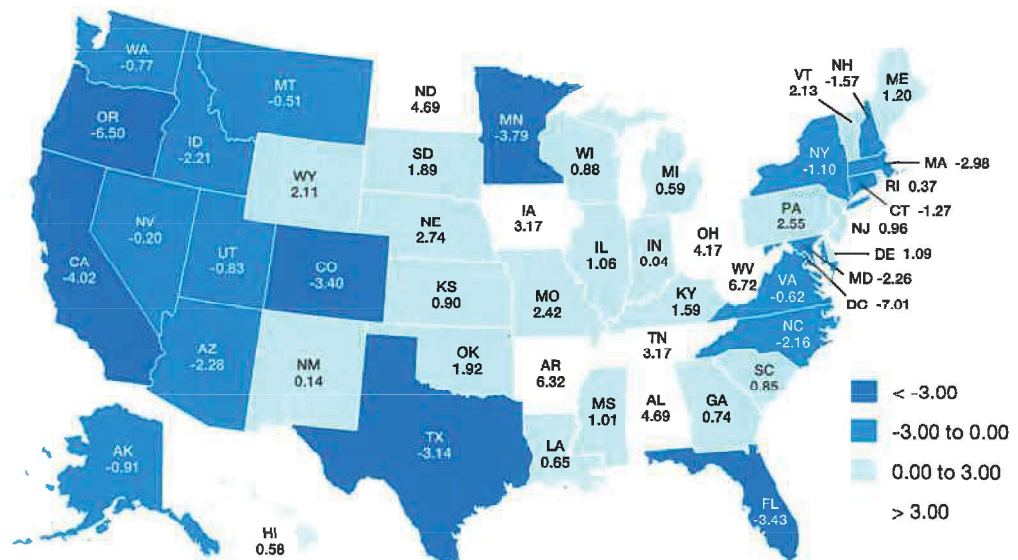 WA
-0.77
MT
-0.51
ND
4.69
MN
-3.79
VT
2.13
NH
-1.57
ME
1.20
OR
-6.50
ID
-2.21
WY
2.11
SD
1.89
WI
0.88
MI
0.59
NY
-1.10
MA -2.98
RI 0.37
CT -1.27
NJ 0.96
PA
2.55
DE 1.09
MD -2.26
DC -7.01
NV
-0.20
UT
-0.83
CO
-3.40
NE
2.74
IA
3.17
IL
1.06
IN
0.04
OH
4.17
WV
6.72
VA
-0.62
CA
-4.02
KS
0.90
MO
2.42
KY
1.59
NC
-2.16
AZ
-2.28
NM
0.14
OK
1.92
AR
6.32
TN
3.17
SC
0.85
MS
1.01
AL
4.69
GA
0.74
TX
-3.14
LA
0.65
FL
-3.43
AK
-0.91
HI
0.58
< -3.00
-3.00 to 0.00
0.00 to 3.00
> 3.00